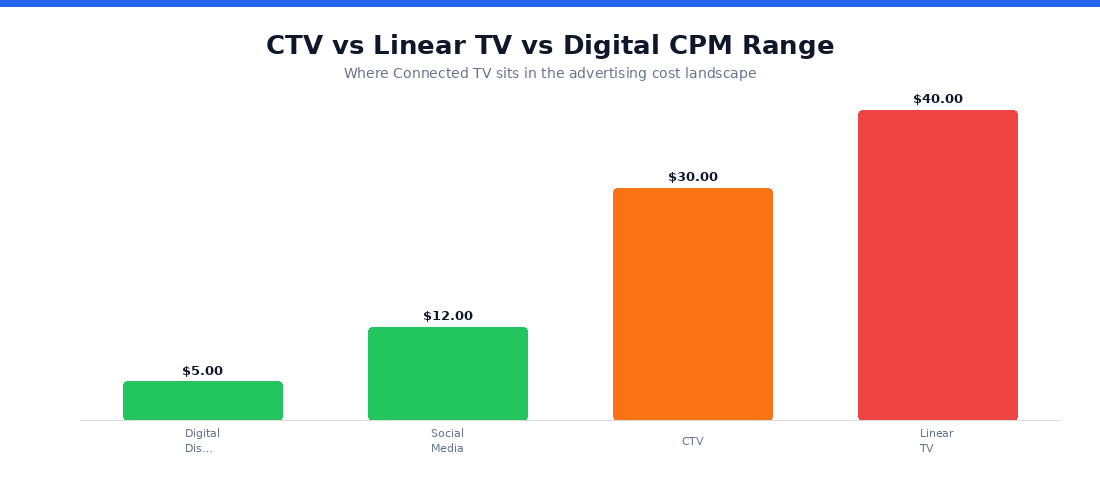 CTV vs Linear TV vs Digital CPM Range
Where Connected TV sits in the advertising cost landscape
$40.00
$30.00
$12.00
$5.00
Digital
Dis...
Social
Media
CTV
Linear
TV